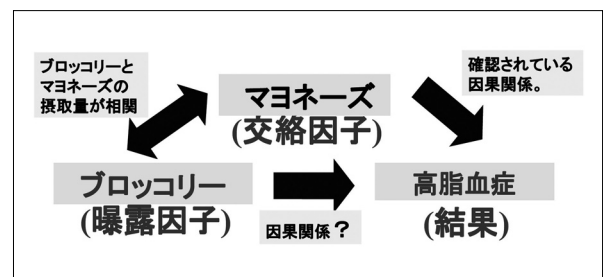 ブロッコリーと
マヨネーズの
摂取量が相関
確認されている
因果関係。
マヨネーズ
(交絡因子)
ブロッコリー
(曝露因子)
高脂血症
(結果)
因果関係？